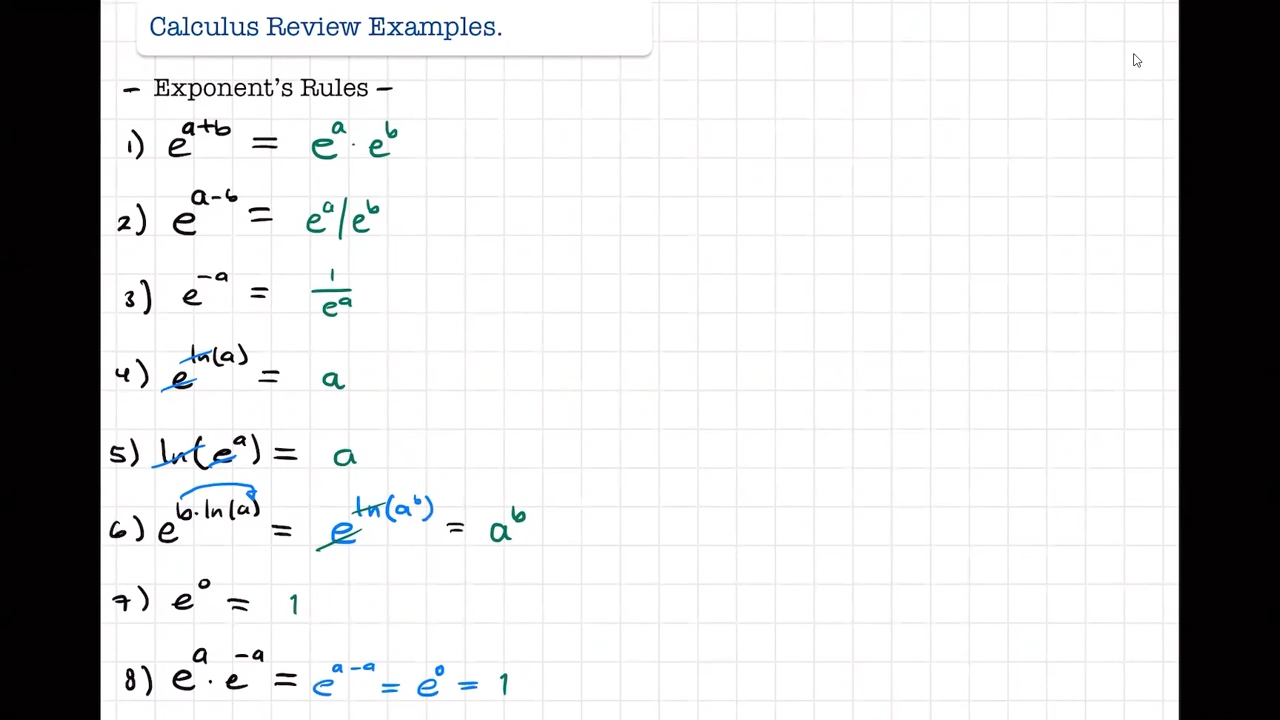 Calculus Review Examples.
- Exponent's Rules -
1) e^{a+b} = e^a · e^b
2) e^{a-b} = e^a / e^b
3) e^{-a} = 1/e^a
4) e^{ln(a)} = a
5) ln(e^a) = a
6) e^{b·ln(a)} = e^{ln(a^b)} = a^b
7) e^0 = 1
8) e^a · e^{-a} = e^{a-a} = e^0 = 1